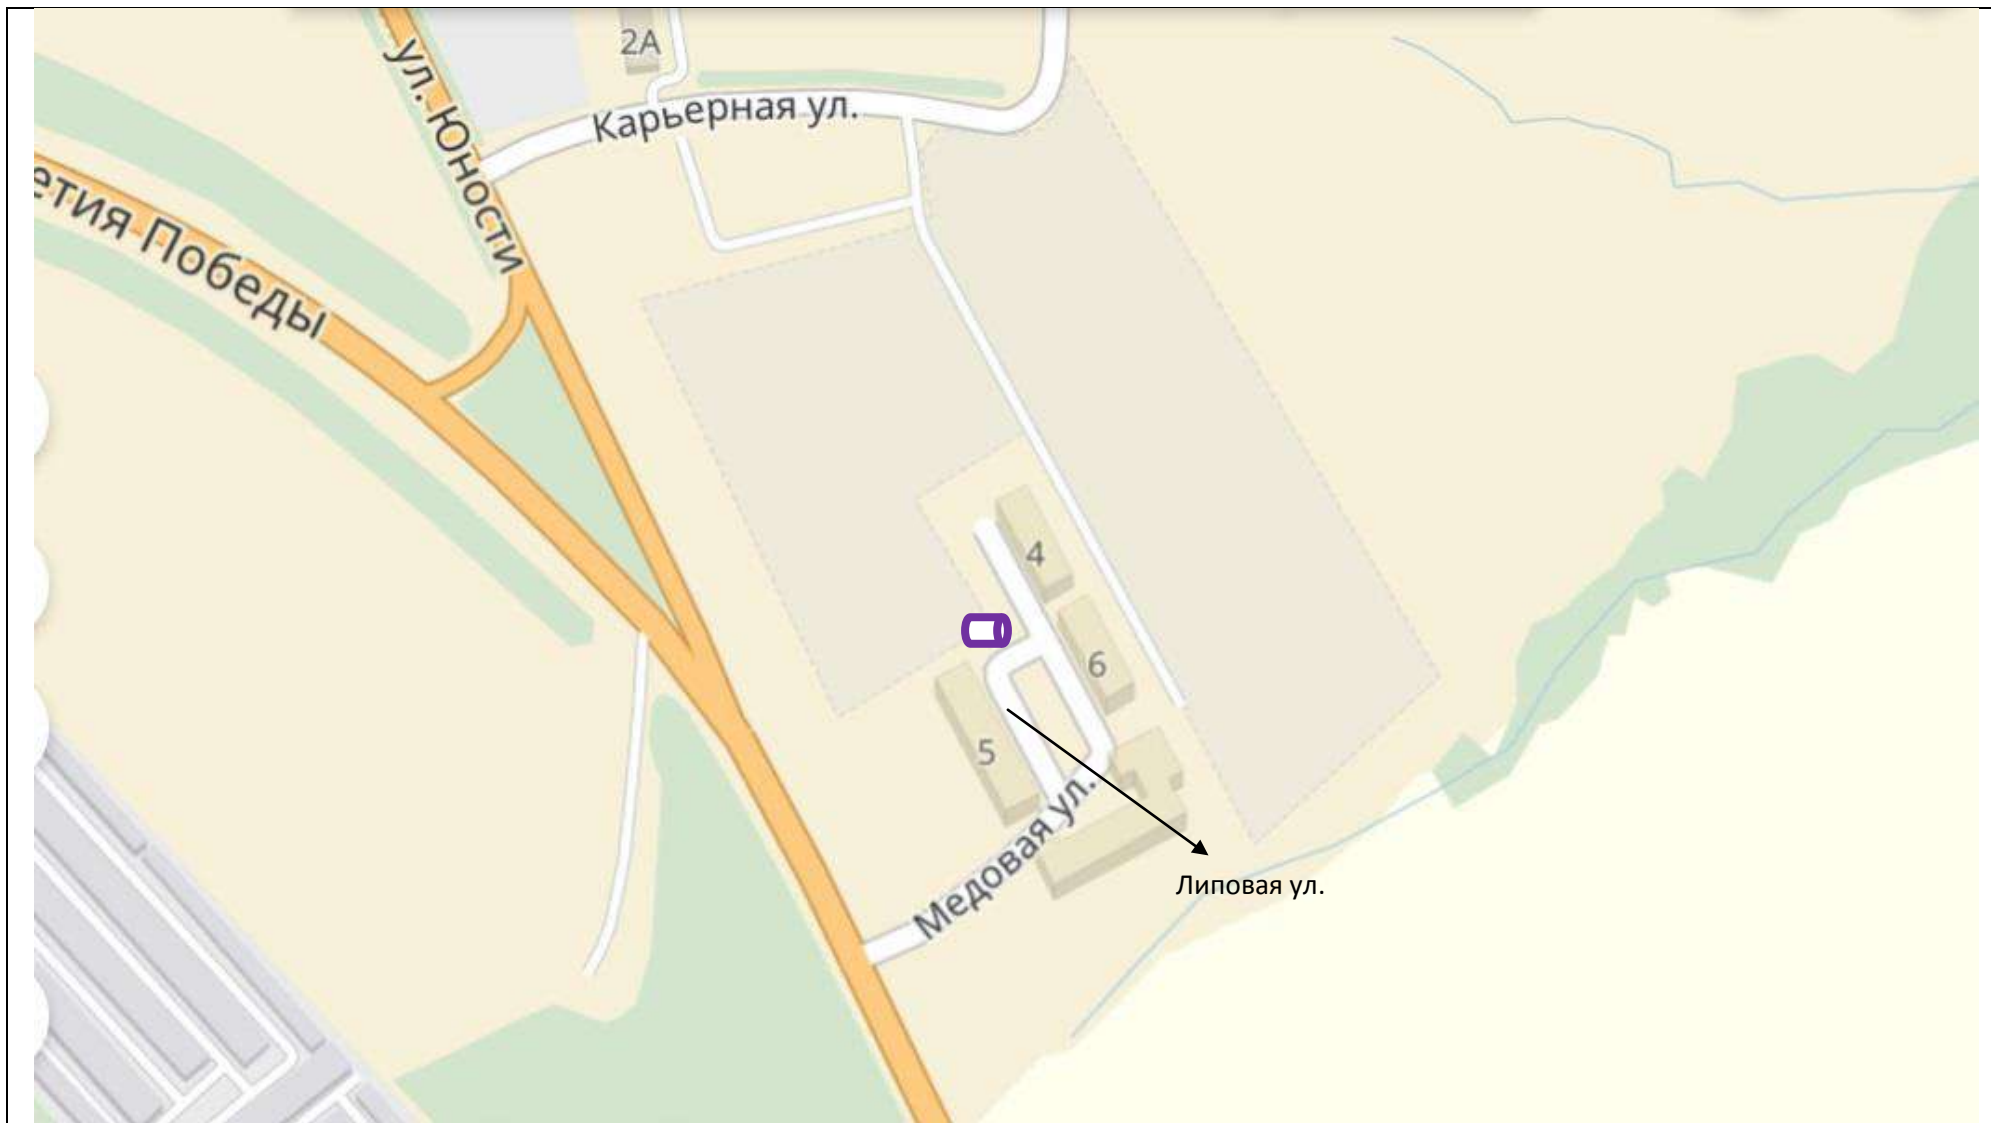 2А
ул. Юности
Карьерная ул.
етия Победы
4
6
5
Медовая ул.
Липовая ул.